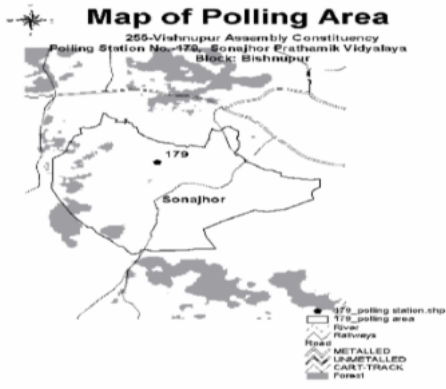 Map of Polling Area
255-Vishnupur Assembly Constituency
Polling Station No.-179, Sonajhor Prathamik Vidyalaya
Block: Bishnupur
179
Sonajhor
179_polling station.shp
179_polling area
River
Railways
Road
METALLED
UNMETALLED
CART-TRACK
Forest